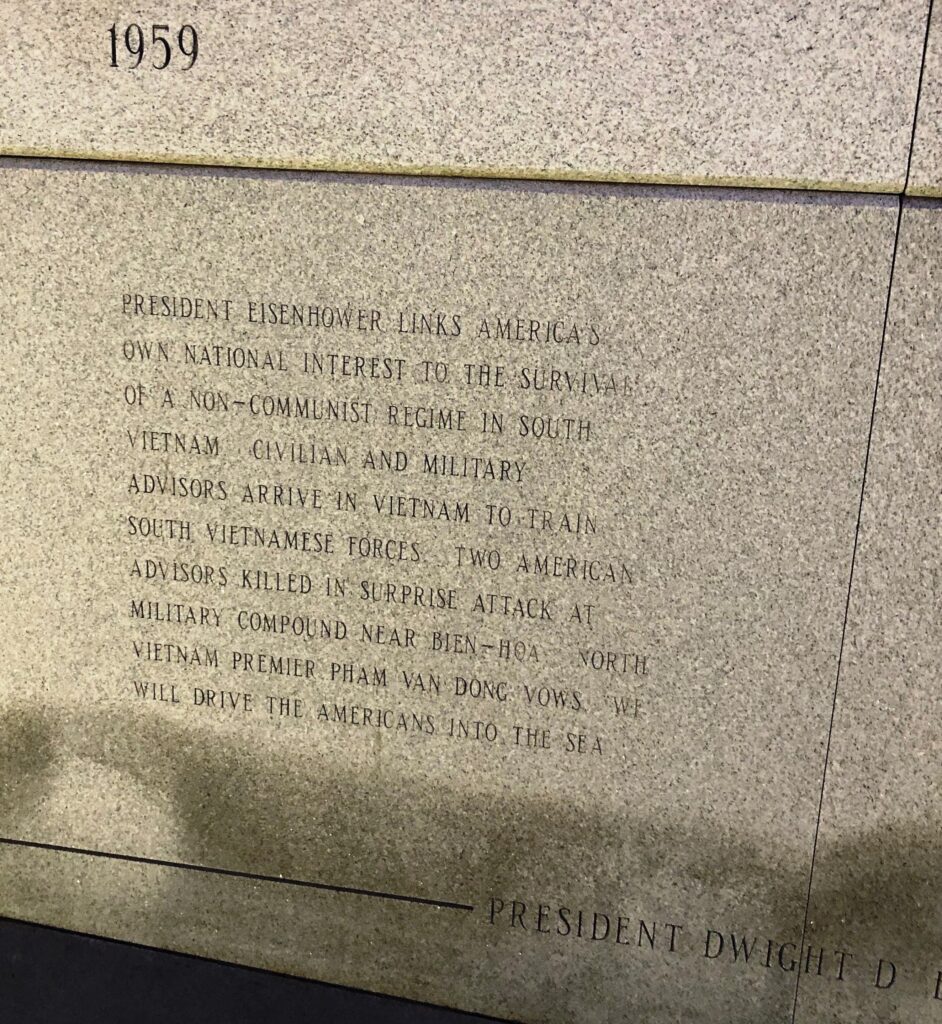 1959
PRESIDENT EISENHOWER LINKS AMERICA'S
OWN NATIONAL INTEREST TO THE SURVIVAL
OF A NON-COMMUNIST REGIME IN SOUTH
VIETNAM. CIVILIAN AND MILITARY
ADVISORS ARRIVE IN VIETNAM TO TRAIN
SOUTH VIETNAMESE FORCES. TWO AMERICAN
ADVISORS KILLED IN SURPRISE ATTACK AT
MILITARY COMPOUND NEAR BIEN-HOA. NORTH
VIETNAM PREMIER PHAM VAN DONG VOWS, WE
WILL DRIVE THE AMERICANS INTO THE SEA
PRESIDENT DWIGHT D